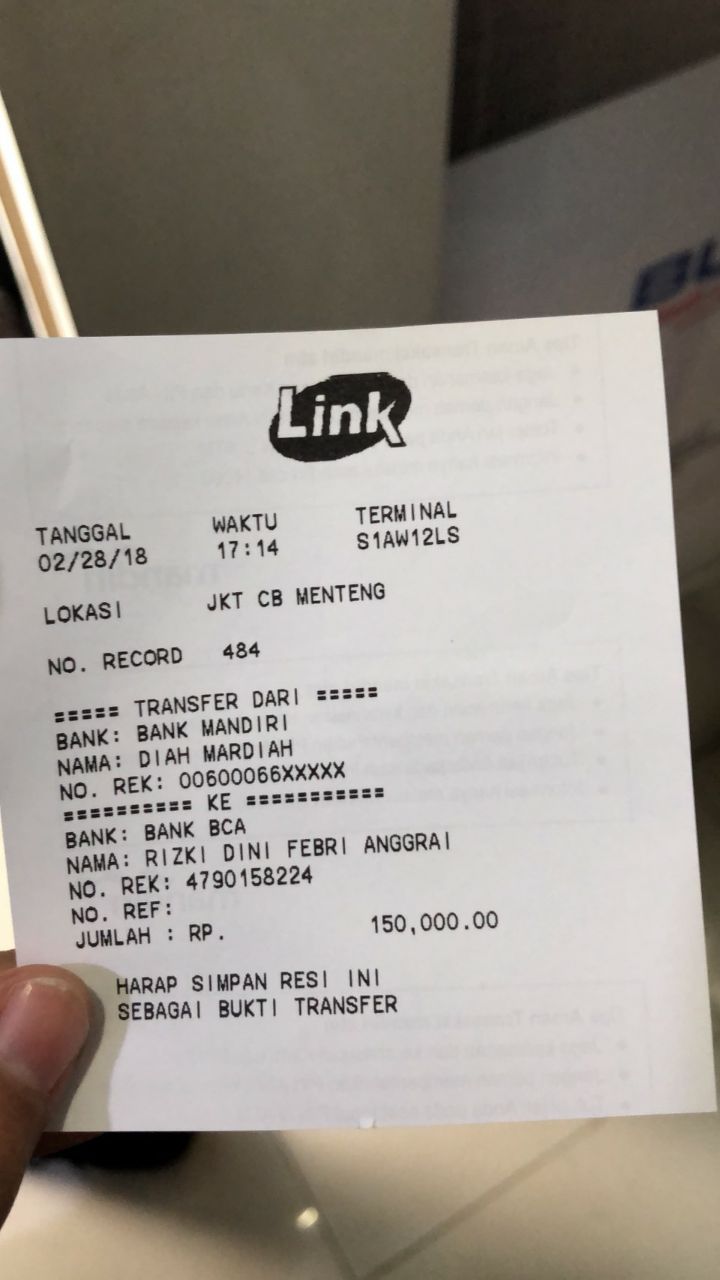 BL
Link
TANGGAL WAKTU TERMINAL
02/28/18 17:14 S1AW12LS
LOKASI JKT CB MENTENG
NO. RECORD 484
===== TRANSFER DARI =====
BANK: BANK MANDIRI
NAMA: DIAH MARDIAH
NO. REK: 00600066XXXXX
========== KE ===========
BANK: BANK BCA
NAMA: RIZKI DINI FEBRI ANGGRAI
NO. REK: 4790158224
NO. REF:
JUMLAH : RP. 150,000.00
HARAP SIMPAN RESI INI
SEBAGAI BUKTI TRANSFER